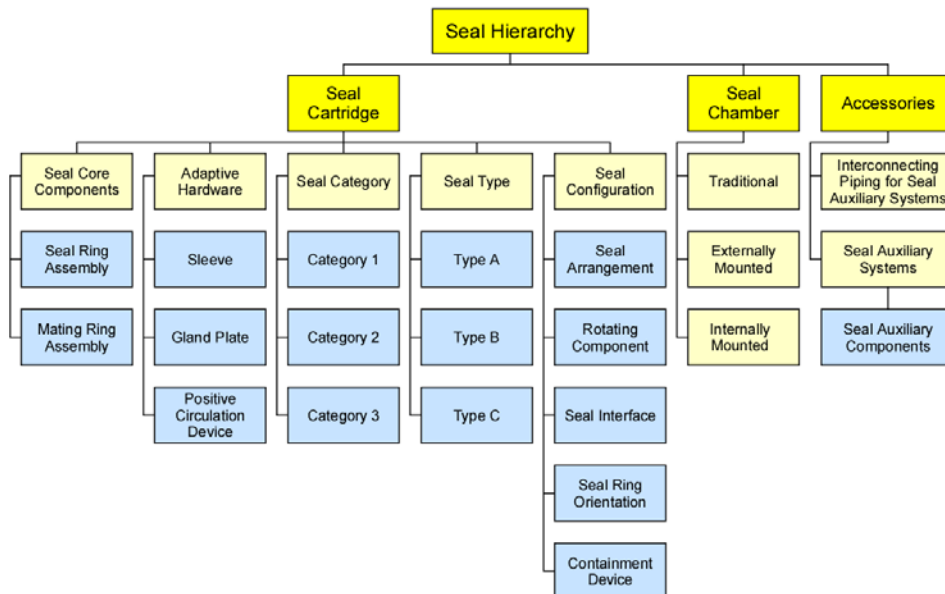 Seal Hierarchy
Seal
Cartridge
Seal
Chamber
Accessories
Seal Core
Components
Adaptive
Hardware
Seal Category
Seal Type
Seal
Configuration
Traditional
Interconnecting
Piping for Seal
Auxiliary Systems
Seal Ring
Assembly
Sleeve
Category 1
Type A
Seal
Arrangement
Externally
Mounted
Seal Auxiliary
Systems
Mating Ring
Assembly
Gland Plate
Category 2
Type B
Rotating
Component
Internally
Mounted
Seal Auxiliary
Components
Positive
Circulation
Device
Category 3
Type C
Seal Interface
Seal Ring
Orientation
Containment
Device